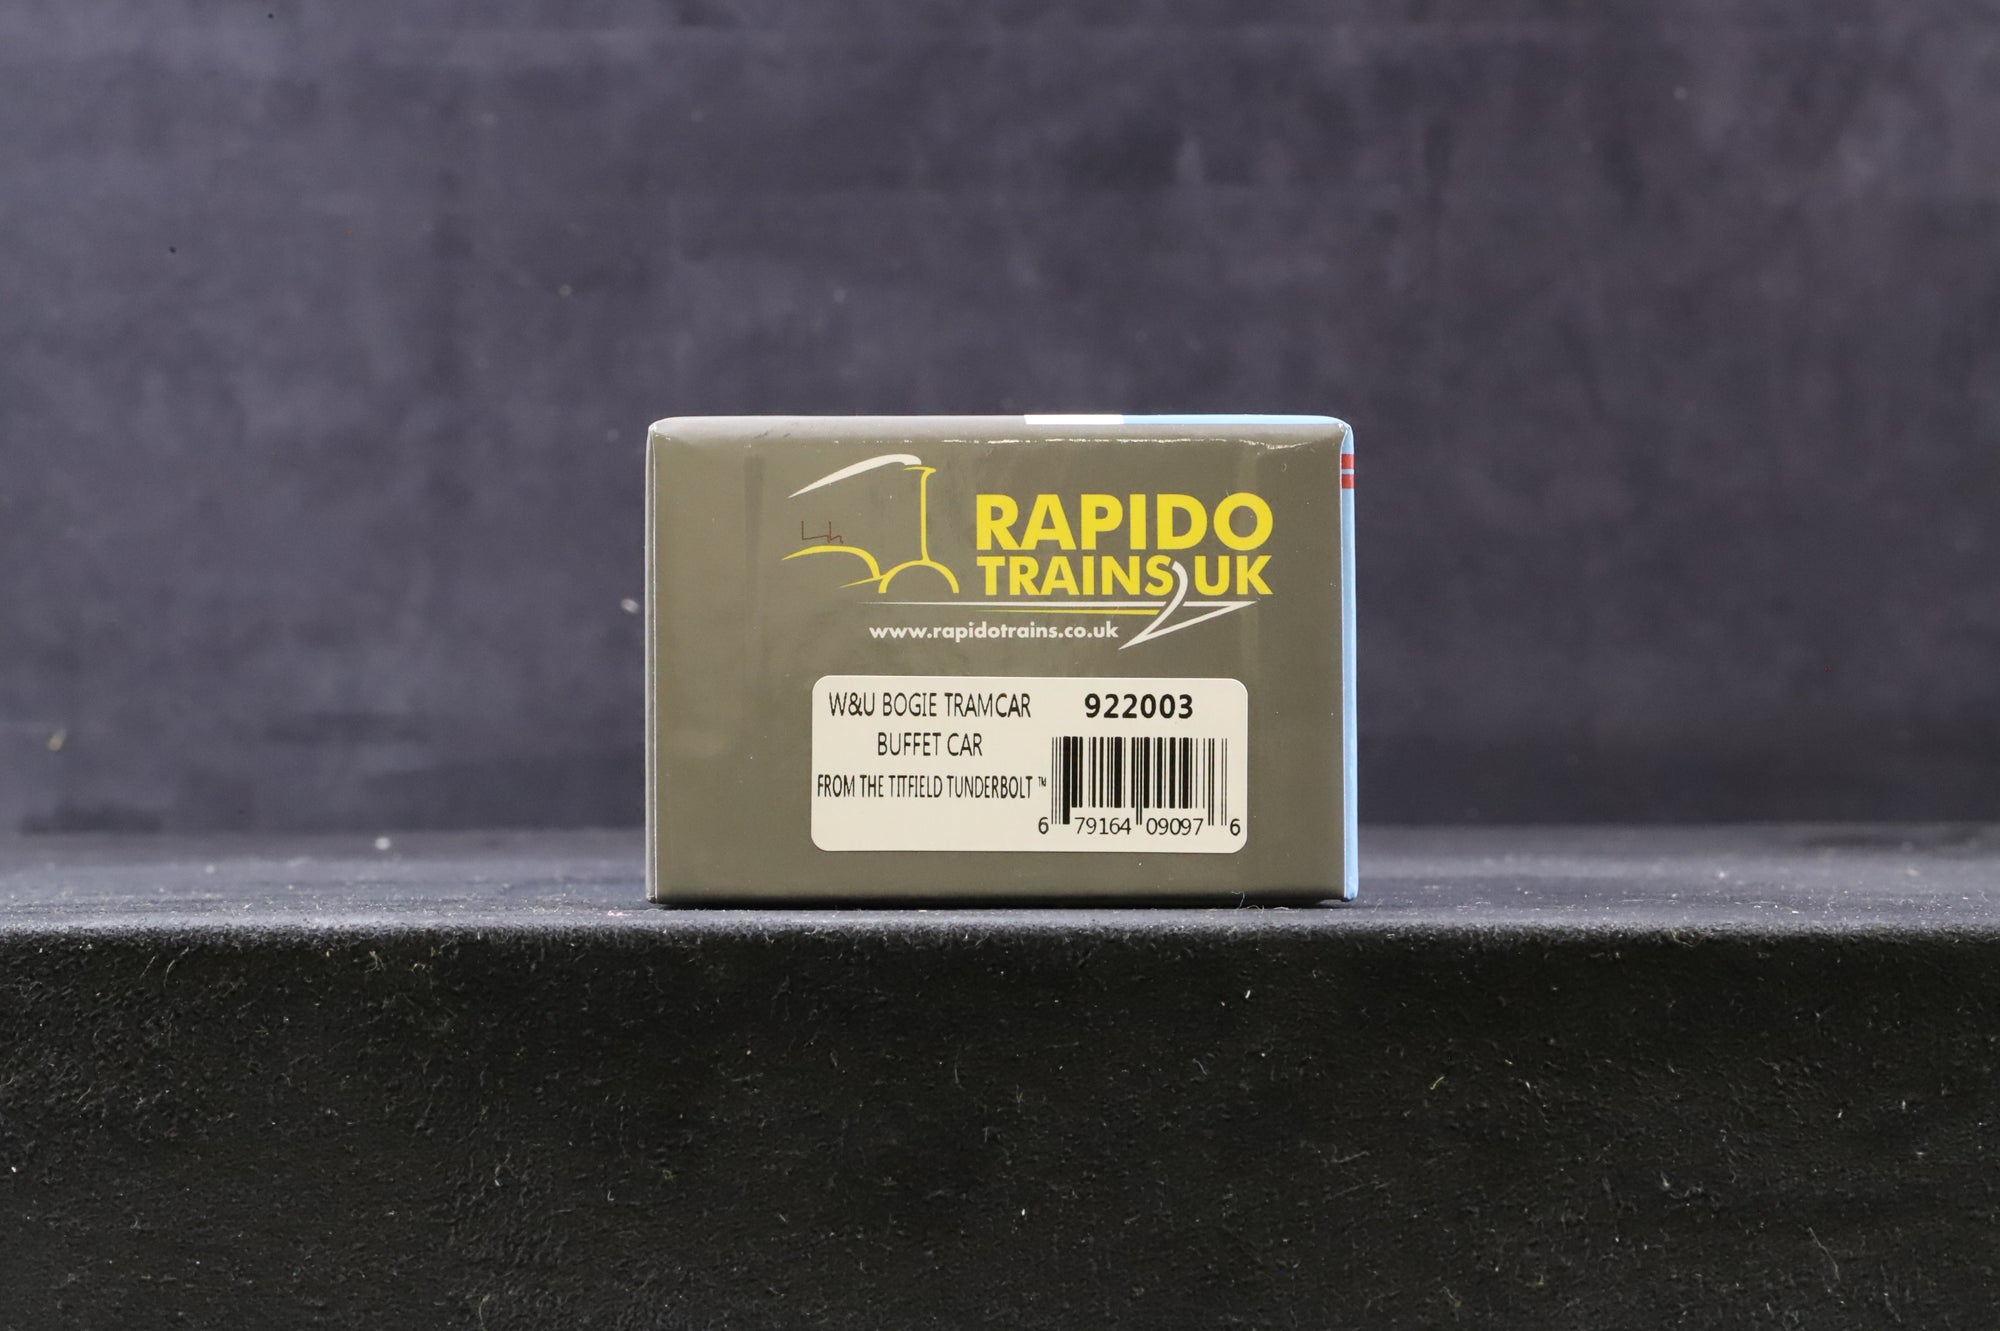 RAPIDO
TRAINS UK
www.rapidotrains.co.uk
W&U BOGIE TRAMCAR 922003
BUFFET CAR
FROM THE TITFIELD TUNDERBOLT ™
6 79164 09097 6